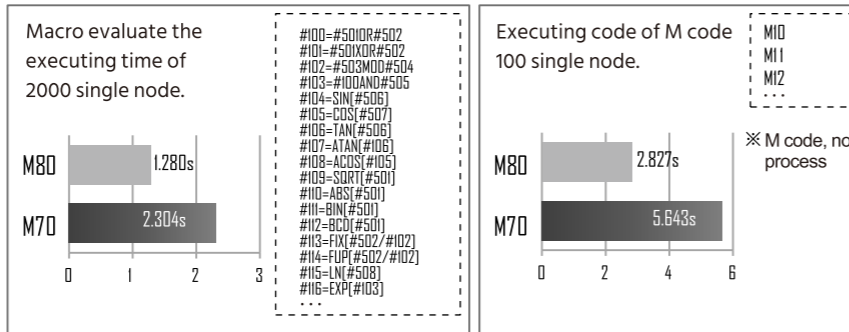 Macro evaluate the
executing time of
2000 single node.
#100=#501OR#502
#101=#501XOR#502
#102=#503MOD#504
#103=#100AND#505
#104=SIN[#506]
#105=COS[#507]
#106=TAN[#506]
#107=ATAN[#106]
#108=ACOS[#105]
#109=SQRT[#501]
#110=ABS[#501]
#111=BIN[#501]
#112=BCD[#501]
#113=FIX[#502/#102]
#114=FUP[#502/#102]
#115=LN[#508]
#116=EXP[#103]
...
M80
1.280s
M70
2.304s
0 1 2 3
Executing code of M code
100 single node.
M10
M11
M12
...
※ M code, no
process
M80
2.827s
M70
5.643s
0 2 4 6